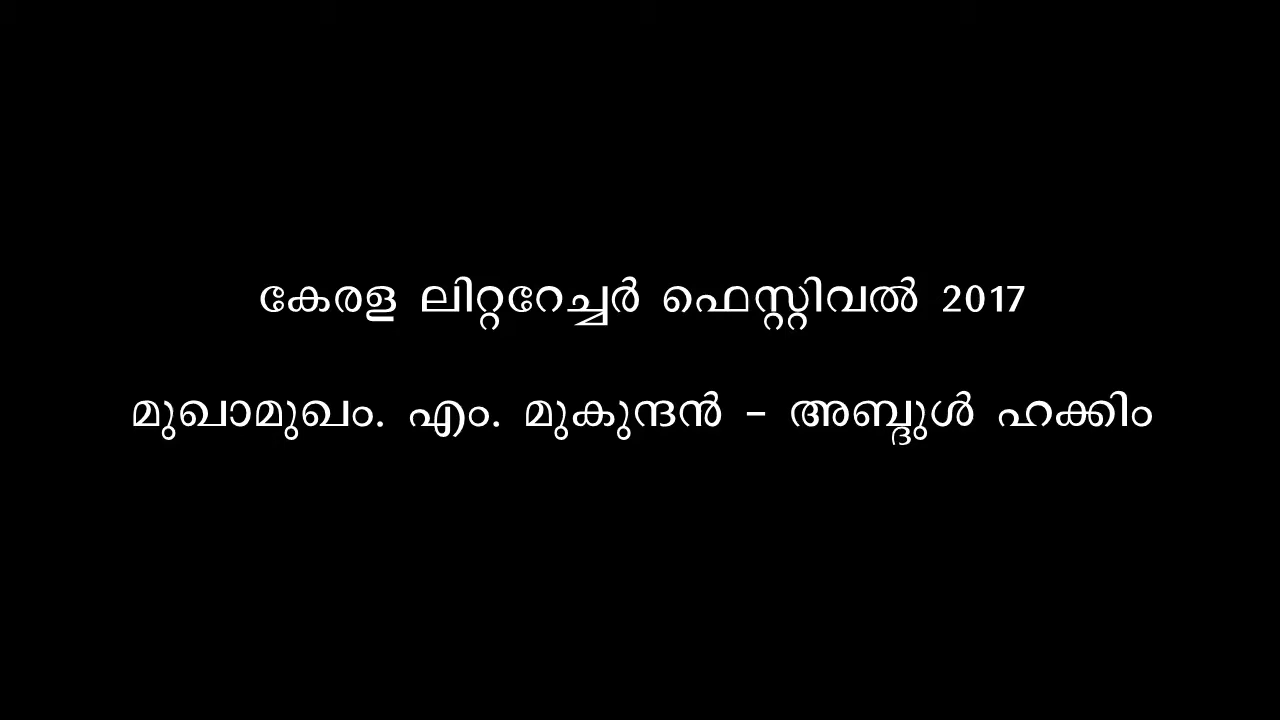 കേരള ലിറ്ററേച്ചർ ഫെസ്റ്റിവൽ 2017
മുഖാമുഖം. എം. മുകുന്ദൻ – അബ്ദുൾ ഹക്കിം